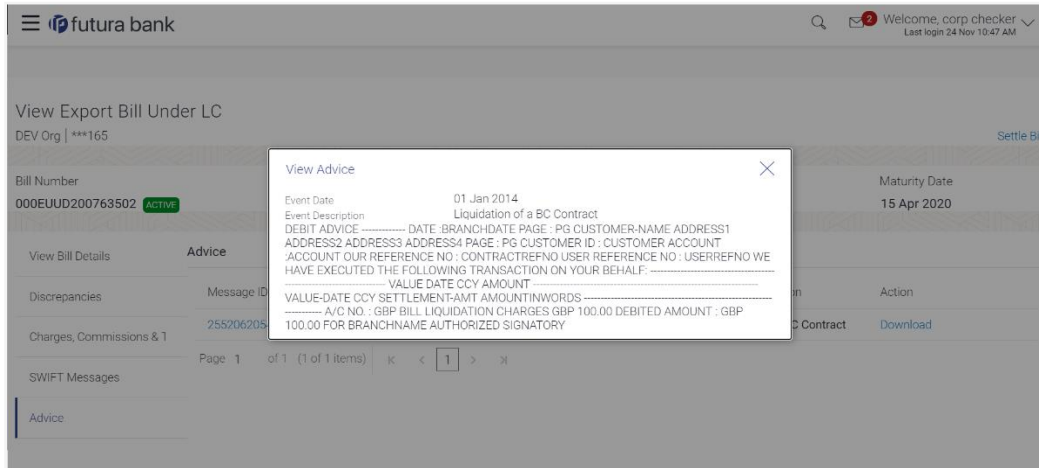 futura bank
2
Welcome, corp checker
Last login 24 Nov 10:47 AM
View Export Bill Under LC
DEV Org | ***165
Settle Bi
Bill Number
000EUUD200763502 ACTIVE
Maturity Date
15 Apr 2020
View Bill Details
Discrepancies
Charges, Commissions & T
SWIFT Messages
Advice
Advice
Message ID
Action
255206205
C Contract
Download
Page 1 of 1 (1 of 1 items) 1
View Advice
Event Date 01 Jan 2014
Event Description Liquidation of a BC Contract
DEBIT ADVICE ------------ DATE :BRANCHDATE PAGE : PG CUSTOMER-NAME ADDRESS1
ADDRESS2 ADDRESS3 ADDRESS4 PAGE : PG CUSTOMER ID : CUSTOMER ACCOUNT
:ACCOUNT OUR REFERENCE NO : CONTRACTREFNO USER REFERENCE NO : USERREFNO WE
HAVE EXECUTED THE FOLLOWING TRANSACTION ON YOUR BEHALF: -----------------------------------
---------------------------- VALUE DATE CCY AMOUNT ---------------------------------------------------------------
VALUE-DATE CCY SETTLEMENT-AMT AMOUNTINWORDS -----------------------------------------------------
----------- A/C NO. : GBP BILL LIQUIDATION CHARGES GBP 100.00 DEBITED AMOUNT : GBP
100.00 FOR BRANCHNAME AUTHORIZED SIGNATORY